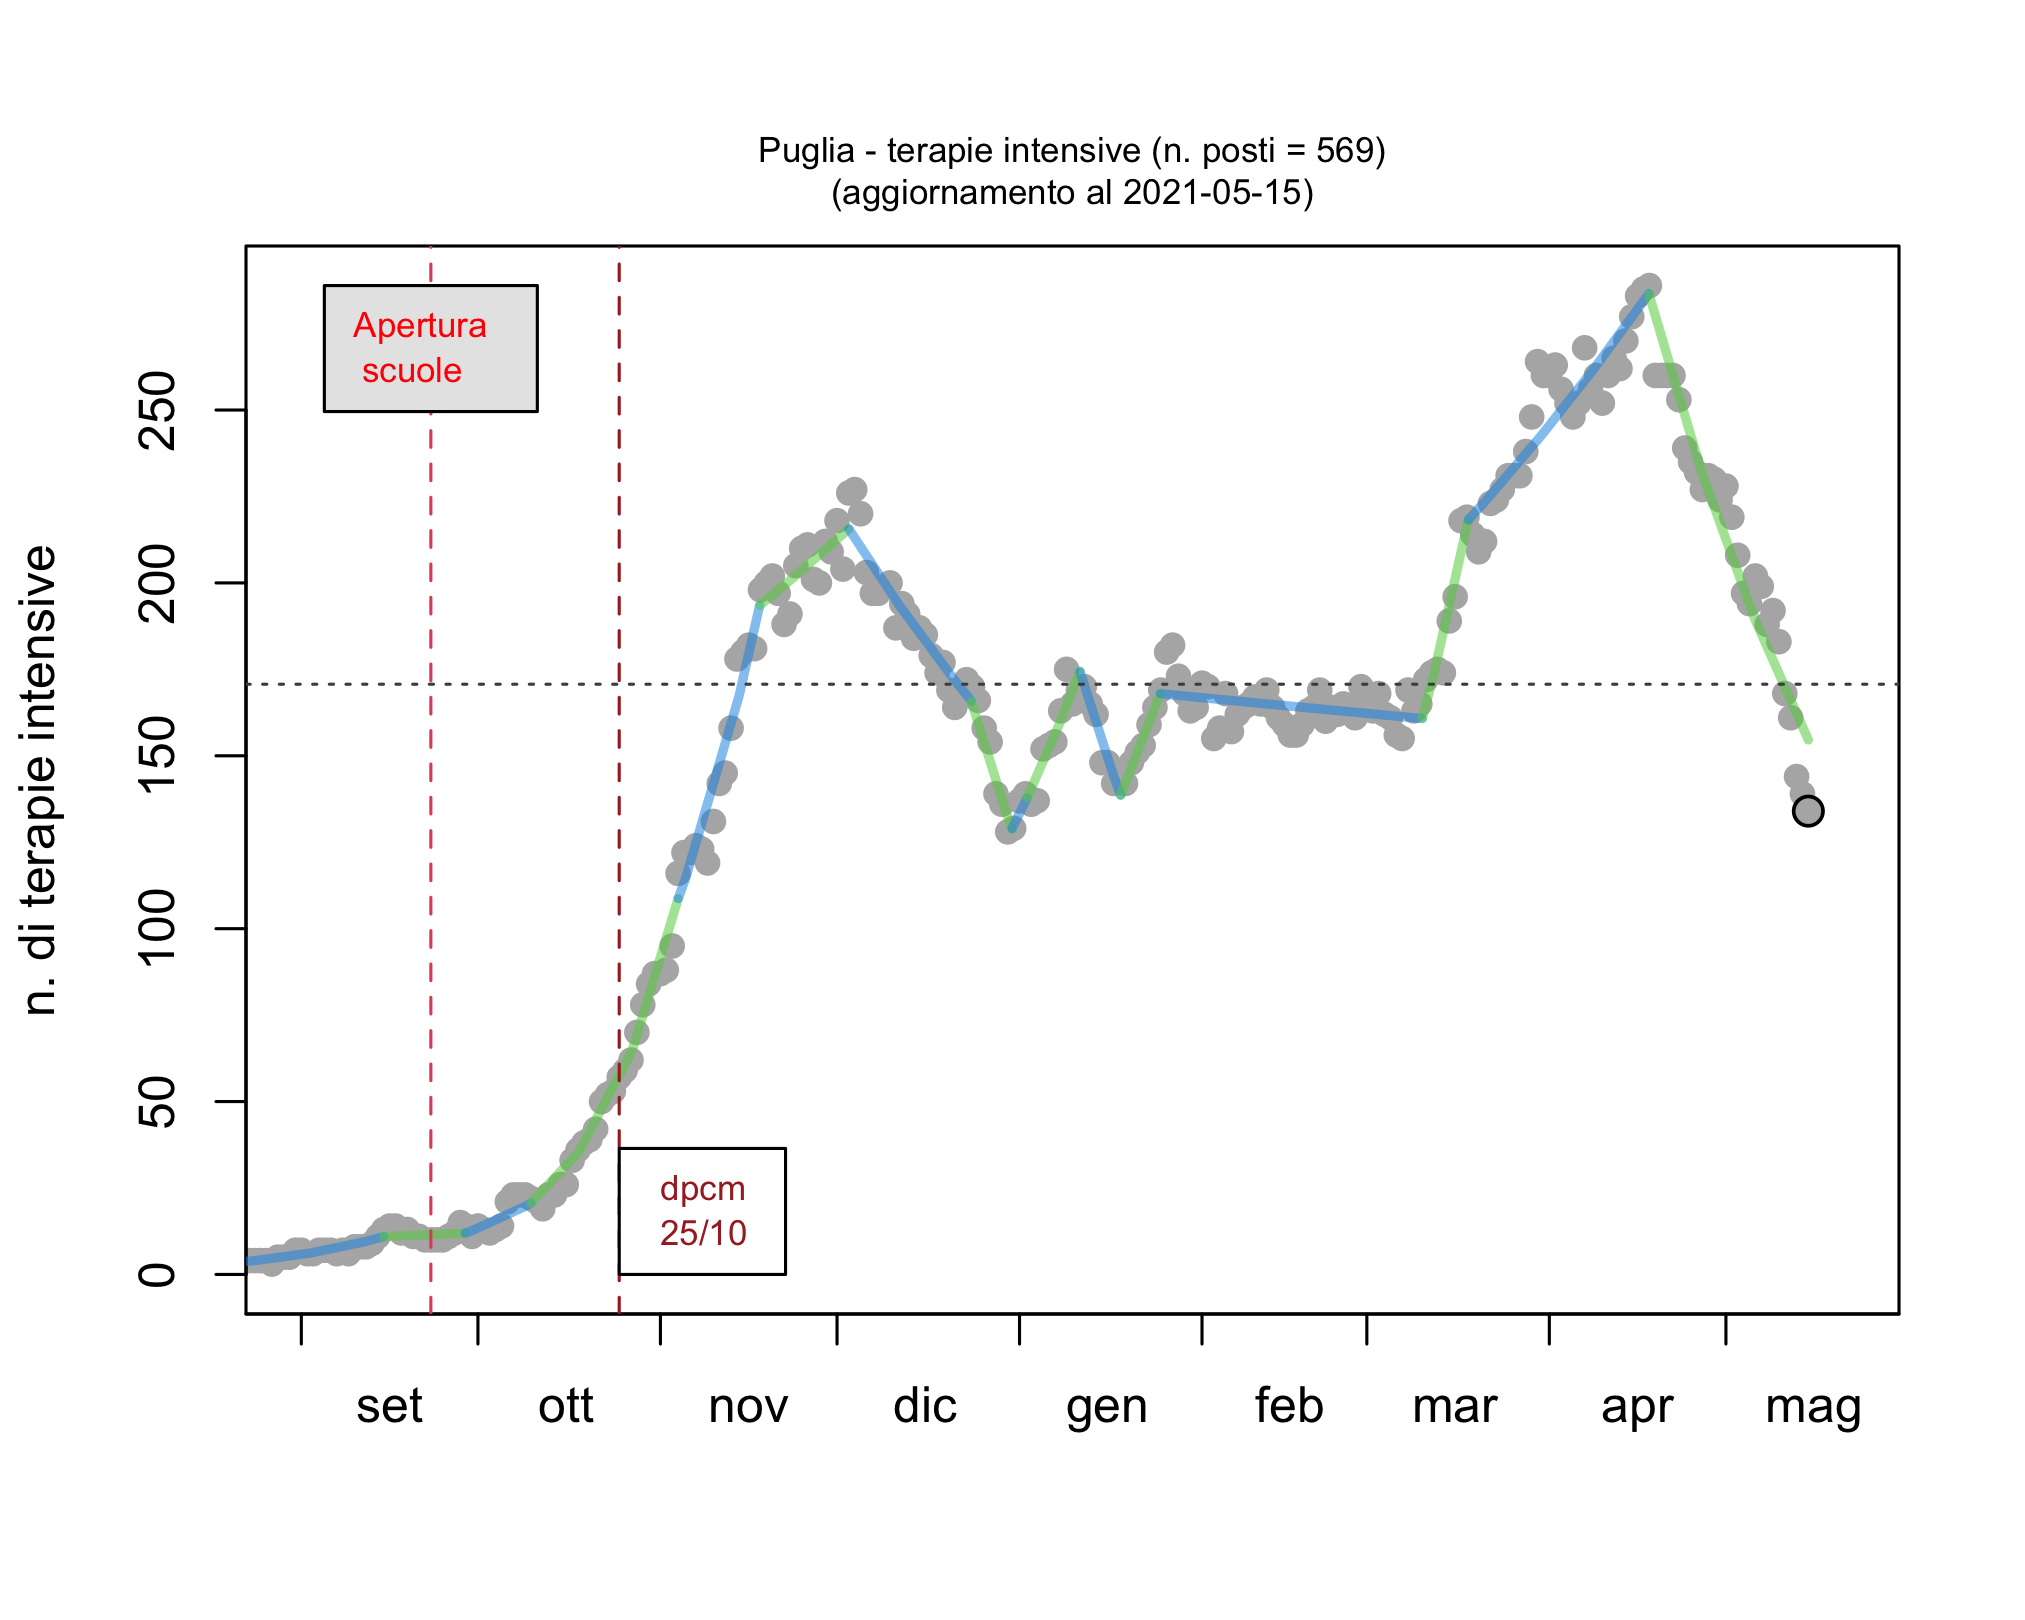 Puglia - terapie intensive (n. posti = 569)
(aggiornamento al 2021-05-15)
n. di terapie intensive
250
200
150
100
50
0
Apertura
scuole
dpcm
25/10
set ott nov dic gen feb mar apr mag